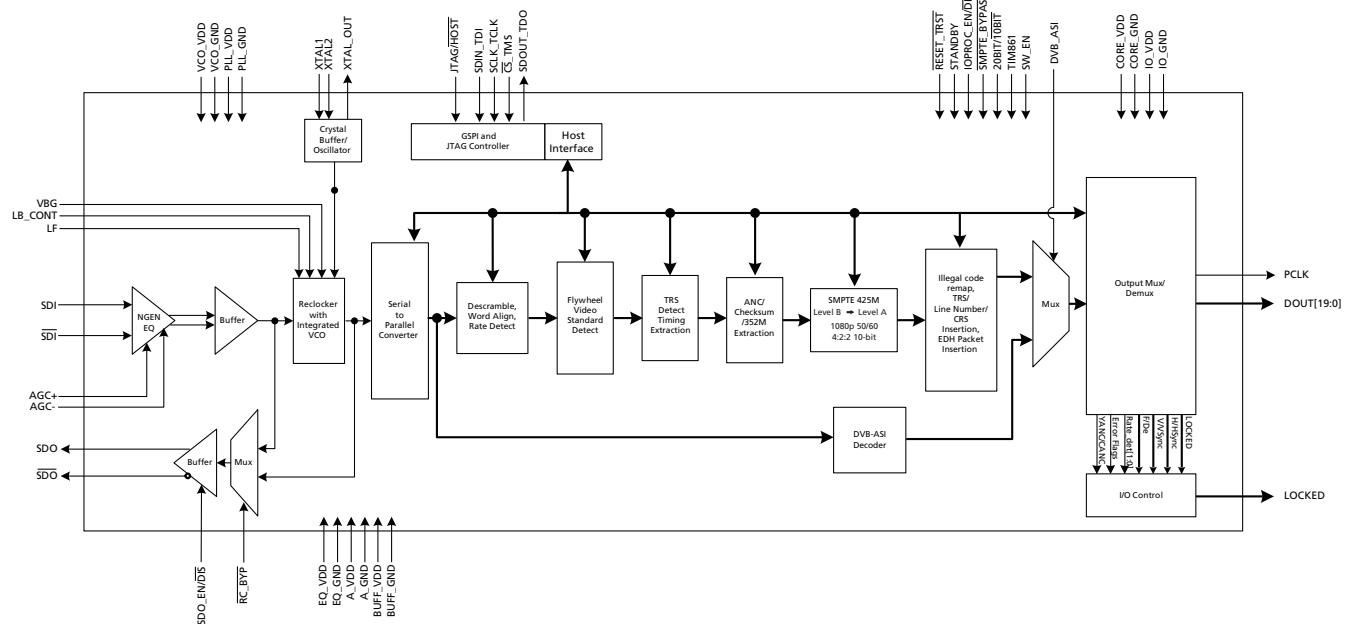 VCO_VDD
VCO_GND
PLL_VDD
PLL_GND
XTAL1
XTAL2
XTAL_OUT
JTAG/HOST
SDIN_TDI
SCLK_TCLK
CS_TMS
SDOUT_TDO
RESET_TRST
STANDBY
SMPTE_BYPAS
20BIT/10BIT
TIM861
SW_EN
DVB_ASI
CORE_VDD
CORE_GND
IO_VDD
IO_GND
Crystal
Buffer/
Oscillator
GSPI and
JTAG Controller
Host
Interface
VBG
LB_CONT
LF
SDI
SDI
AGC+
AGC-
SDO
SDO
NGEN
EQ
Buffer
Reclocker
with
Integrated
VCO
Serial
to
Parallel
Converter
Descramble,
Word Align,
Rate Detect
Flywheel
Video
Standard
Detect
TRS
Detect
Timing
Extraction
ANC/
Checksum
/352M
Extraction
SMPTE 425M
Level B ➡ Level A
1080p 50/60
4:2:2 10-bit
Illegal code
remap,
TRS/
Line Number/
CRS
Insertion,
EDH Packet
Insertion
Mux
Output Mux/
Demux
PCLK
DOUT[19:0]
DVB-ASI
Decoder
Buffer
Mux
YANC/CANC
Error Flags
Rate det[1:0]
F/De
V/VSync
H/HSync
LOCKED
I/O Control
LOCKED
SDO_EN/DIS
RC_BYP
EQ_VDD
EQ_GND
A_VDD
A_GND
BUFF_VDD
BUFF_GND